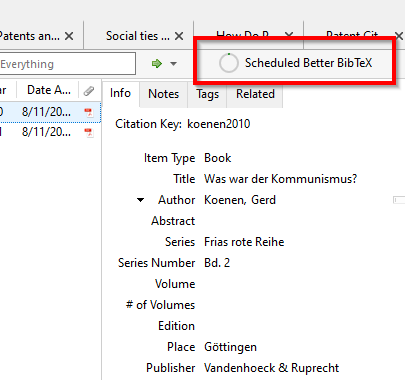 Patents an...
Social ties ...
How Do P...
Patent Cit...
Everything
Scheduled Better BibTeX
ar Date A...
0 8/11/20...
1 8/11/20...
Info Notes Tags Related
Citation Key: koenen2010
Item Type Book
Title Was war der Kommunismus?
Author Koenen, Gerd
Abstract
Series Frias rote Reihe
Series Number Bd. 2
Volume
# of Volumes
Edition
Place Göttingen
Publisher Vandenhoeck & Ruprecht